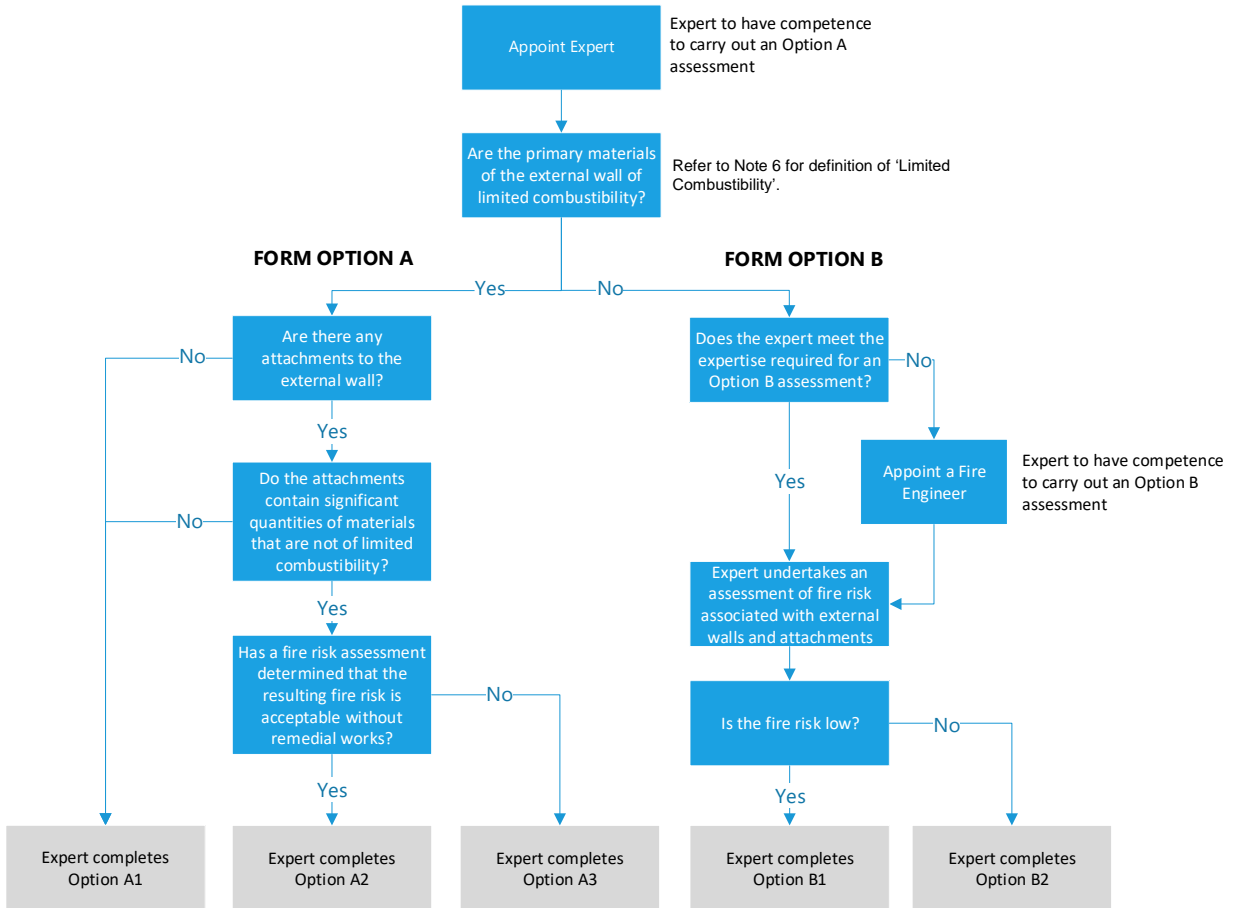 Appoint Expert
Expert to have competence
to carry out an Option A
assessment
Are the primary materials
of the external wall of
limited combustibility?
Refer to Note 6 for definition of ‘Limited
Combustibility’.
FORM OPTION A
FORM OPTION B
Yes
No
Are there any
attachments to the
external wall?
No
Yes
Do the attachments
contain significant
quantities of materials
that are not of limited
combustibility?
No
Yes
Has a fire risk assessment
determined that the
resulting fire risk is
acceptable without
remedial works?
No
Yes
Does the expert meet the
expertise required for an
Option B assessment?
No
Yes
Appoint a Fire
Engineer
Expert to have competence
to carry out an Option B
assessment
Expert undertakes an
assessment of fire risk
associated with external
walls and attachments
Is the fire risk low?
No
Yes
Expert completes
Option A1
Expert completes
Option A2
Expert completes
Option A3
Expert completes
Option B1
Expert completes
Option B2